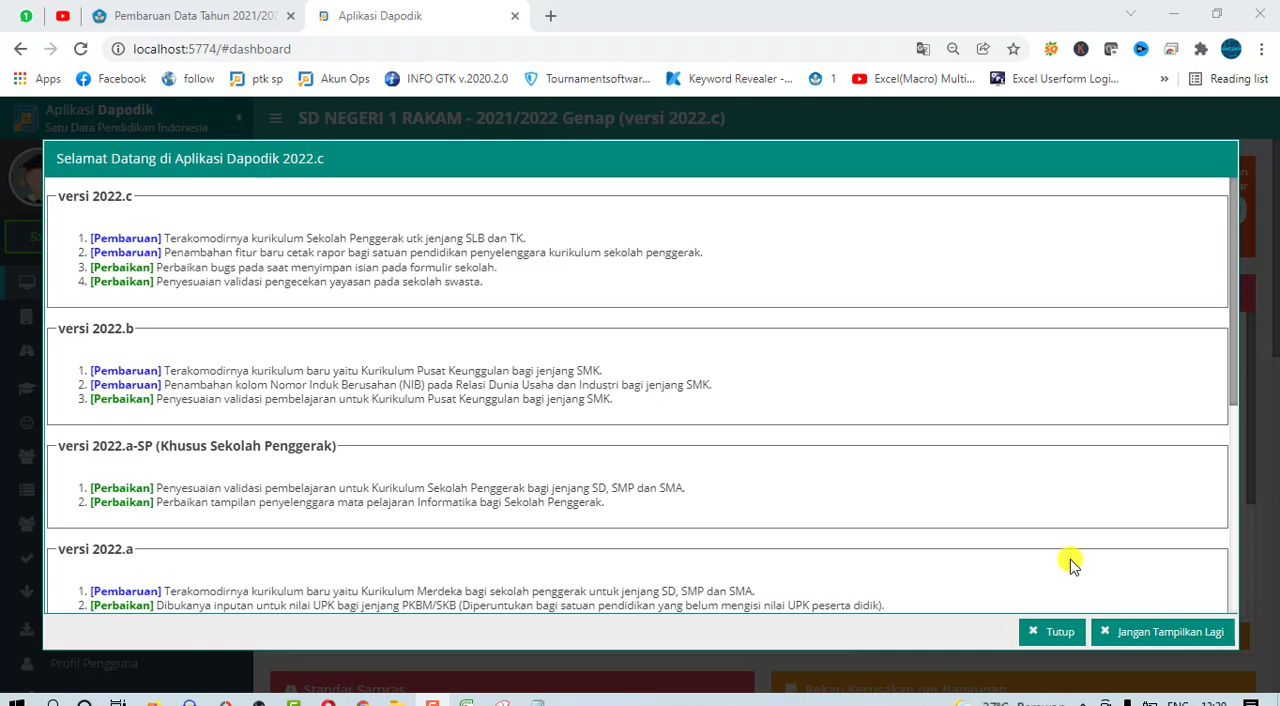 Pembaruan Data Tahun 2021/202
Aplikasi Dapodik
localhost:5774/#dashboard
Apps
Facebook
follow
ptk sp
Akun Ops
INFO GTK v.2020.2.0
Tournamentsoftwar...
Keyword Revealer -...
1
Excel(Macro) Multi...
Excel Userform Logi...
»
Reading list
Aplikasi Dapodik
Satu Data Pendidikan Indonesia
SD NEGERI 1 RAKAM - 2021/2022 Genap (versi 2022.c)
Selamat Datang di Aplikasi Dapodik 2022.c
versi 2022.c
1. [Pembaruan] Terakomodirnya kurikulum Sekolah Penggerak utk jenjang SLB dan TK.
2. [Pembaruan] Penambahan fitur baru cetak rapor bagi satuan pendidikan penyelenggara kurikulum sekolah penggerak.
3. [Perbaikan] Perbaikan bugs pada saat menyimpan isian pada formulir sekolah.
4. [Perbaikan] Penyesuaian validasi pengecekan yayasan pada sekolah swasta.
versi 2022.b
1. [Pembaruan] Terakomodirnya kurikulum baru yaitu Kurikulum Pusat Keunggulan bagi jenjang SMK.
2. [Pembaruan] Penambahan kolom Nomor Induk Berusahan (NIB) pada Relasi Dunia Usaha dan Industri bagi jenjang SMK.
3. [Perbaikan] Penyesuaian validasi pembelajaran untuk Kurikulum Pusat Keunggulan bagi jenjang SMK.
versi 2022.a-SP (Khusus Sekolah Penggerak)
1. [Perbaikan] Penyesuaian validasi pembelajaran untuk Kurikulum Sekolah Penggerak bagi jenjang SD, SMP dan SMA.
2. [Perbaikan] Perbaikan tampilan penyelenggara mata pelajaran Informatika bagi Sekolah Penggerak.
versi 2022.a
1. [Pembaruan] Terakomodirnya kurikulum baru yaitu Kurikulum Merdeka bagi sekolah penggerak untuk jenjang SD, SMP dan SMA.
2. [Perbaikan] Dibukanya inputan untuk nilai UPK bagi jenjang PKBM/SKB (Diperuntukan bagi satuan pendidikan yang belum mengisi nilai UPK peserta didik).
Tutup
Jangan Tampilkan Lagi
Profil Pengguna
Standar Sarpras
Rekap Kerusakan per Bangunan
27°C Berawan
ENG